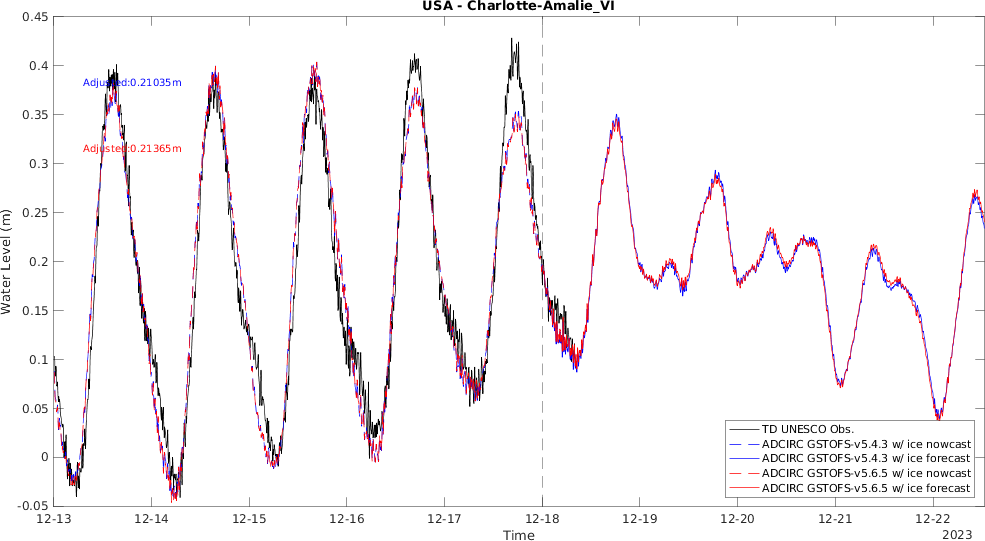 USA - Charlotte-Amalie_VI
0.45
0.4
0.35
0.3
0.25
0.2
0.15
0.1
0.05
0
-0.05
Water Level (m)
Adjusted:0.21035m
Adjusted:0.21365m
TD UNESCO Obs.
ADCIRC GSTOFS-v5.4.3 w/ ice nowcast
ADCIRC GSTOFS-v5.4.3 w/ ice forecast
ADCIRC GSTOFS-v5.6.5 w/ ice nowcast
ADCIRC GSTOFS-v5.6.5 w/ ice forecast
12-13 12-14 12-15 12-16 12-17 12-18 12-19 12-20 12-21 12-22
Time
2023